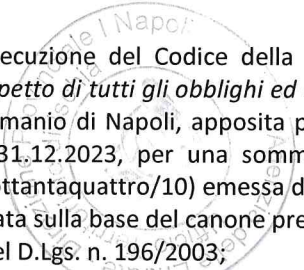 ecuzione del Codice della
petto di tutti gli obblighi ed
manio di Napoli, apposita p
31.12.2023, per una somm
ottantaquattro/10) emessa d
ata sulla base del canone pre
el D.Lgs. n. 196/2003;